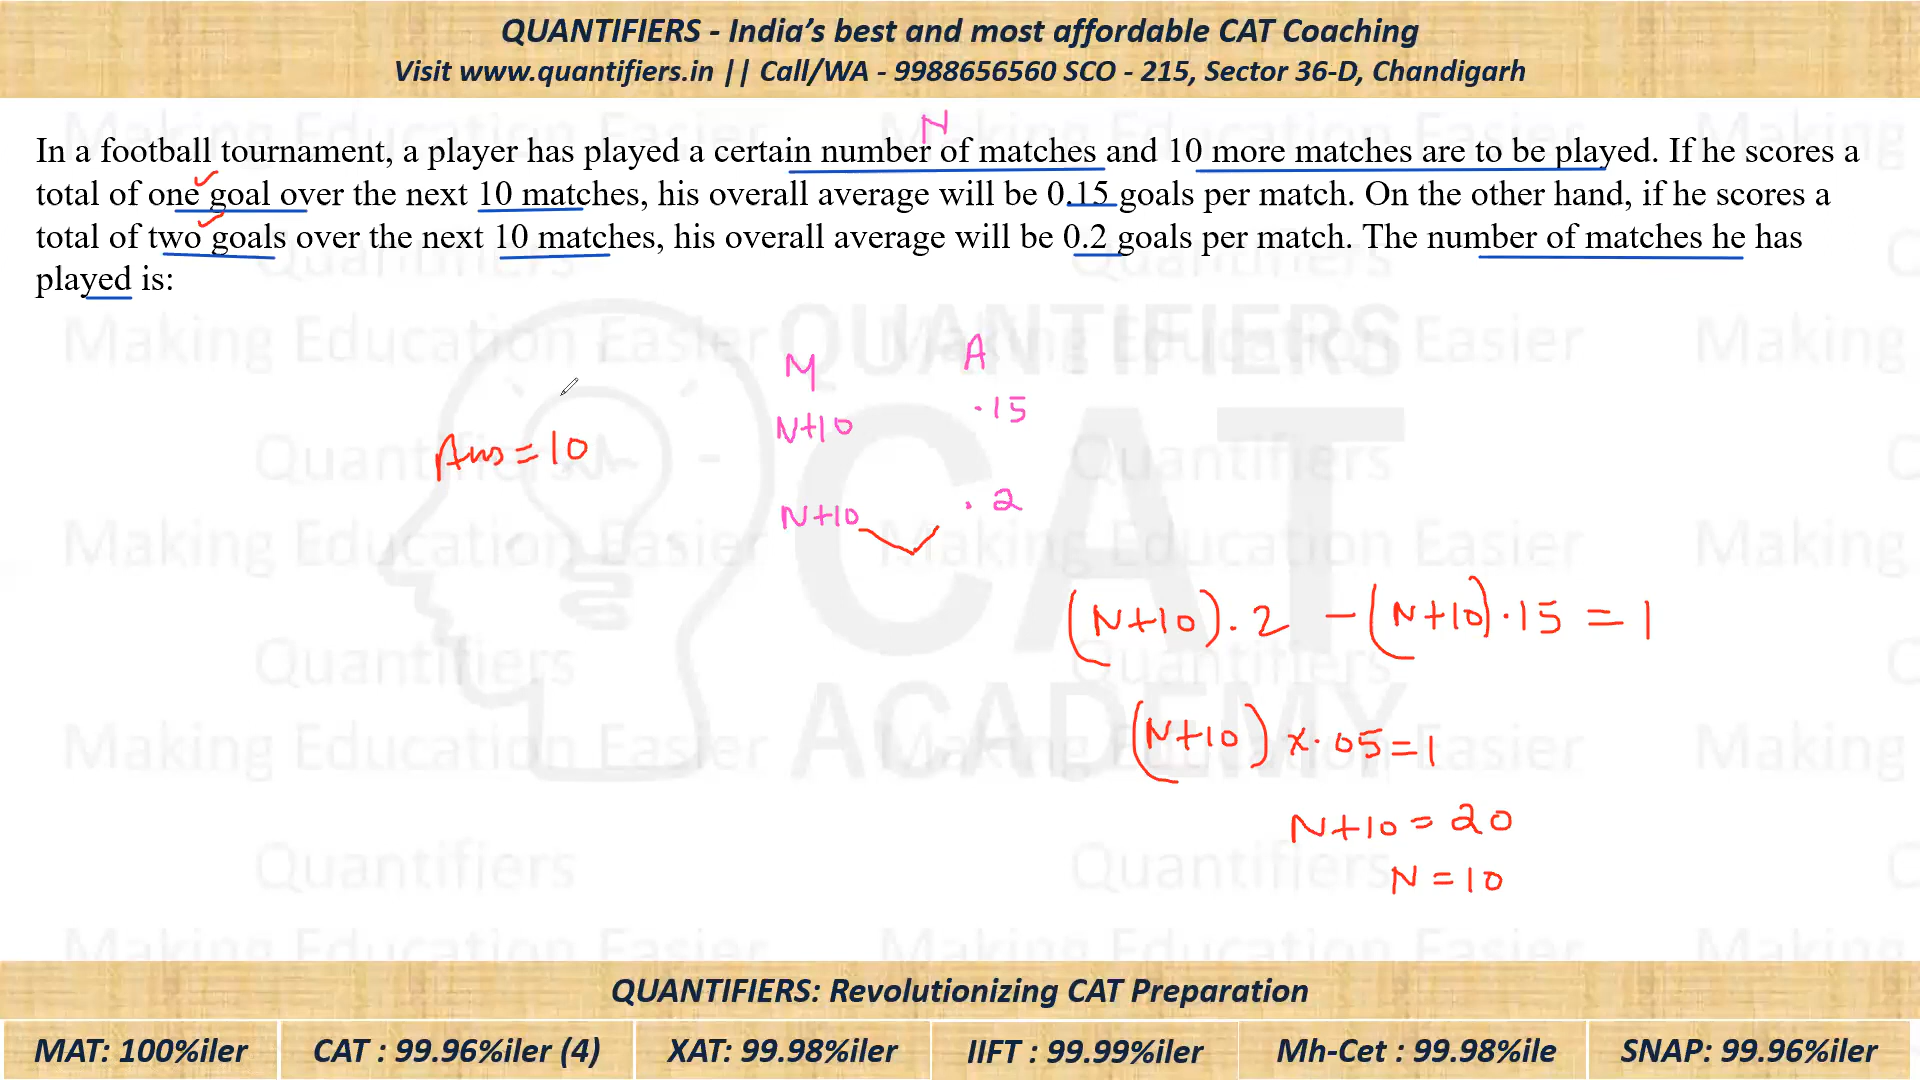 QUANTIFIERS - India's best and most affordable CAT Coaching
Visit www.quantifiers.in || Call/WA - 9988656560 SCO - 215, Sector 36-D, Chandigarh
N
In a football tournament, a player has played a certain number of matches and 10 more matches are to be played. If he scores a
total of one goal over the next 10 matches, his overall average will be 0.15 goals per match. On the other hand, if he scores a
total of two goals over the next 10 matches, his overall average will be 0.2 goals per match. The number of matches he has
played is:
M A
N+10 .15
Ans = 10
N+10 .2
(N+10).2 - (N+10).15 = 1
(N+10) x.05 = 1
N+10 = 20
N = 10
QUANTIFIERS CAT ACADEMY
Making Education Easier
Quantifiers
QUANTIFIERS: Revolutionizing CAT Preparation
MAT: 100%iler CAT : 99.96%iler (4) XAT: 99.98%iler IIFT : 99.99%iler Mh-Cet : 99.98%ile SNAP: 99.96%iler